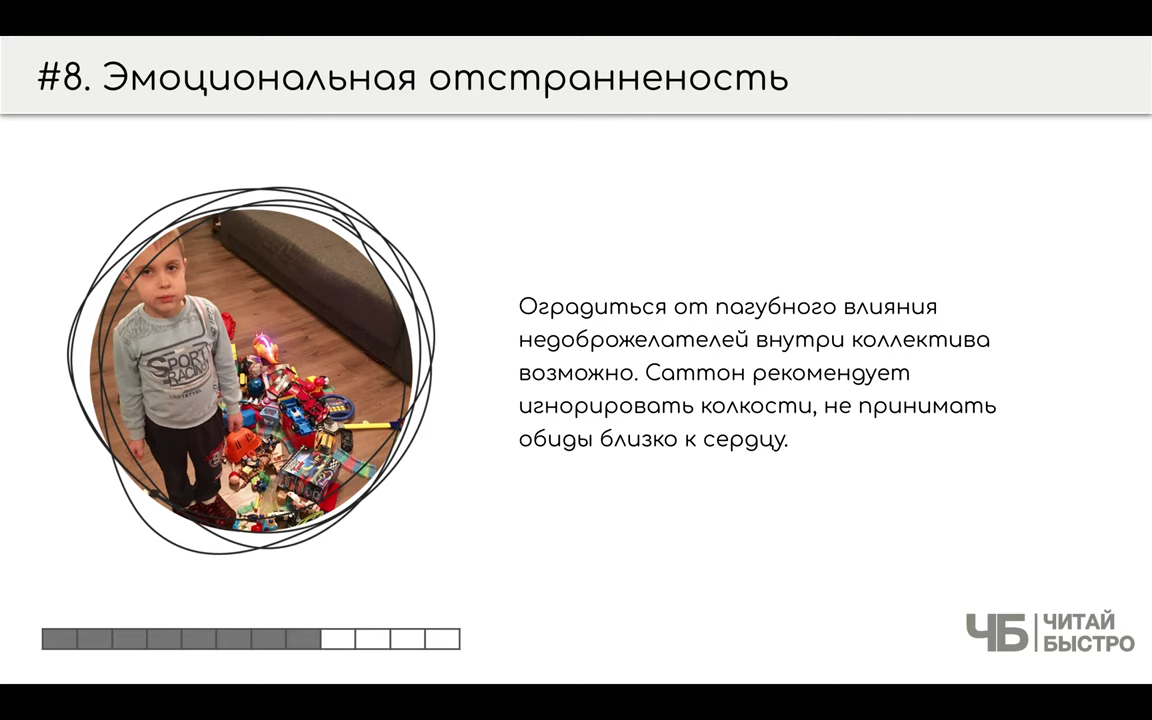 #8. Эмоциональная отстранненость
Оградиться от пагубного влияния
недоброжелателей внутри коллектива
возможно. Саттон рекомендует
игнорировать колкости, не принимать
обиды близко к сердцу.
SPORT
RACING
ЧБ ЧИТАЙ
БЫСТРО